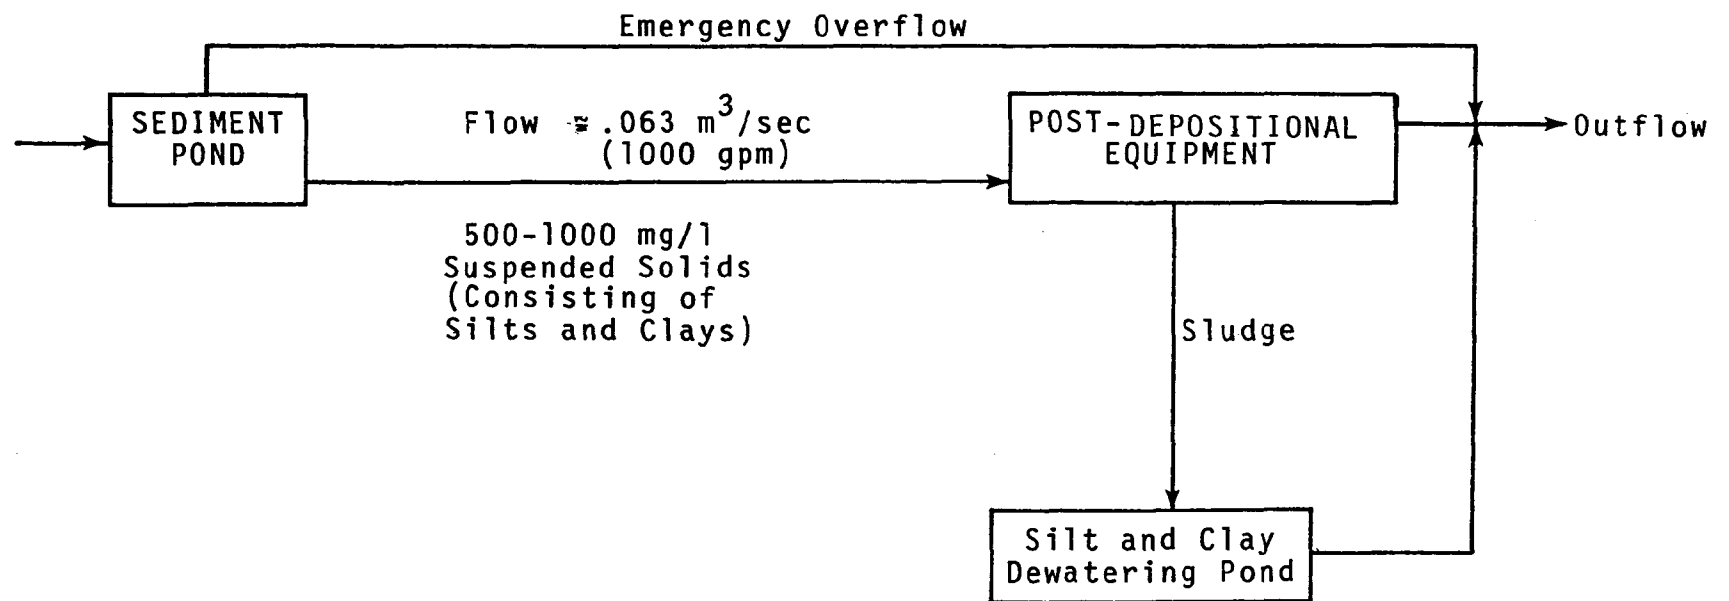 Emergency Overflow
SEDIMENT
POND
Flow ≈ .063 m³/sec
(1000 gpm)
POST-DEPOSITIONAL
EQUIPMENT
Outflow
500-1000 mg/l
Suspended Solids
(Consisting of
Silts and Clays)
Sludge
Silt and Clay
Dewatering Pond